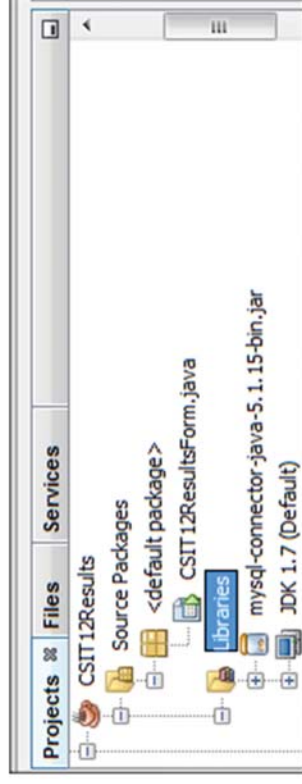 Projects Files Services
CSIT12Results
Source Packages
<default package>
CSIT12ResultsForm.java
Libraries
mysql-connector-java-5.1.15-bin.jar
JDK 1.7 (Default)